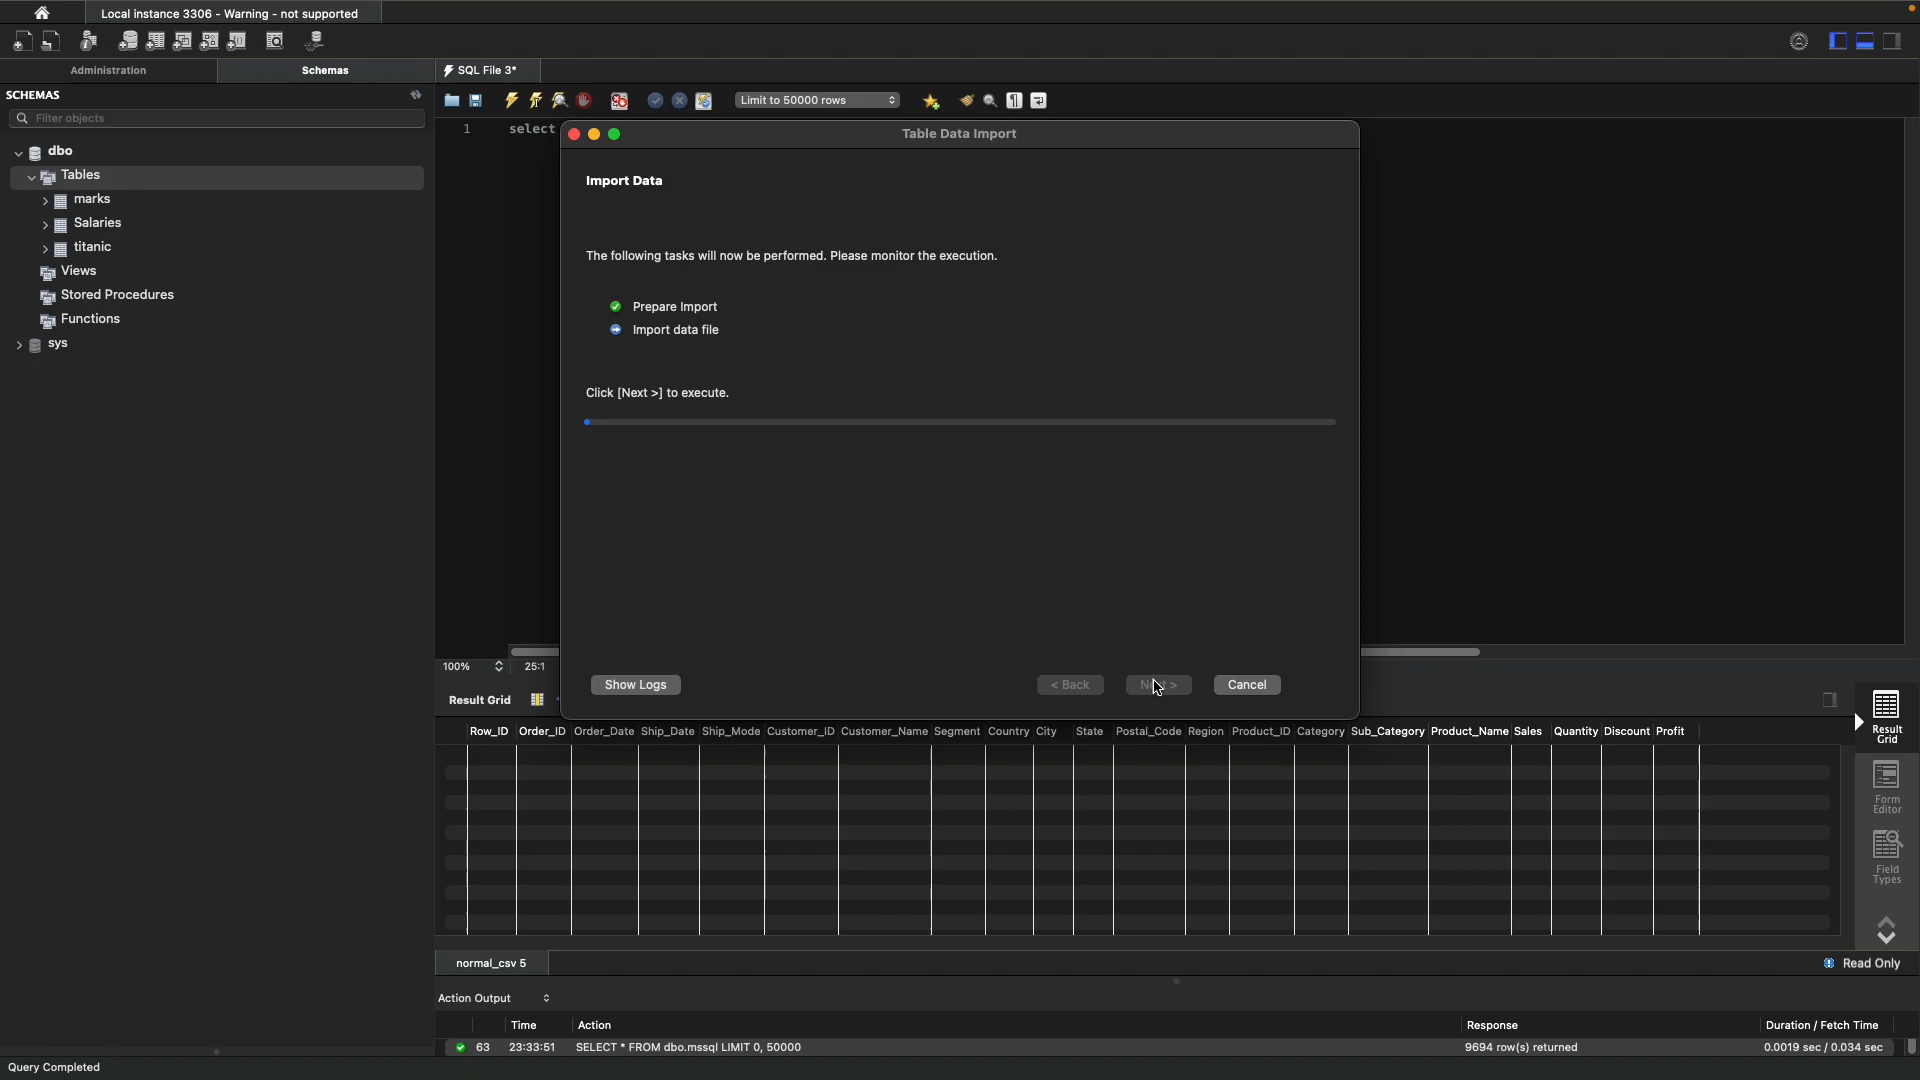 Local instance 3306 - Warning - not supported
Administration
Schemas
SQL File 3*
SCHEMAS
Filter objects
dbo
Tables
marks
Salaries
titanic
Views
Stored Procedures
Functions
sys
Limit to 50000 rows
1 select
Table Data Import
Import Data
The following tasks will now be performed. Please monitor the execution.
Prepare Import
Import data file
Click [Next >] to execute.
Show Logs
< Back
Cancel
100%
25:1
Result Grid
Row_ID Order_ID Order_Date Ship_Date Ship_Mode Customer_ID Customer_Name Segment Country City State Postal_Code Region Product_ID Category Sub_Category Product_Name Sales Quantity Discount Profit
Result
Grid
Form
Editor
Field
Types
normal_csv 5
Read Only
Action Output
Time Action Response Duration / Fetch Time
63 23:33:51 SELECT * FROM dbo.mssql LIMIT 0, 50000 9694 row(s) returned 0.0019 sec / 0.034 sec
Query Completed